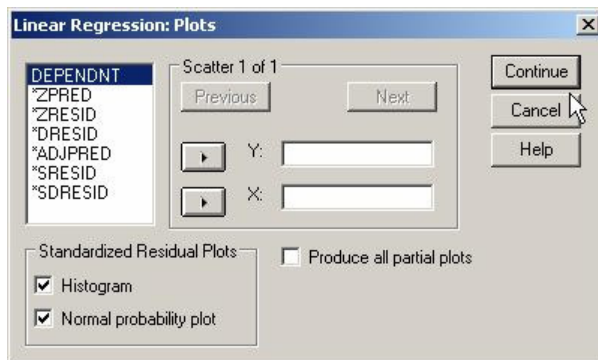 Linear Regression: Plots
DEPENDNT
*ZPRED
*ZRESID
*DRESID
*ADJPRED
*SRESID
*SDRESID
Scatter 1 of 1
Previous
Next
Y:
X:
Continue
Cancel
Help
Standardized Residual Plots
Histogram
Normal probability plot
Produce all partial plots